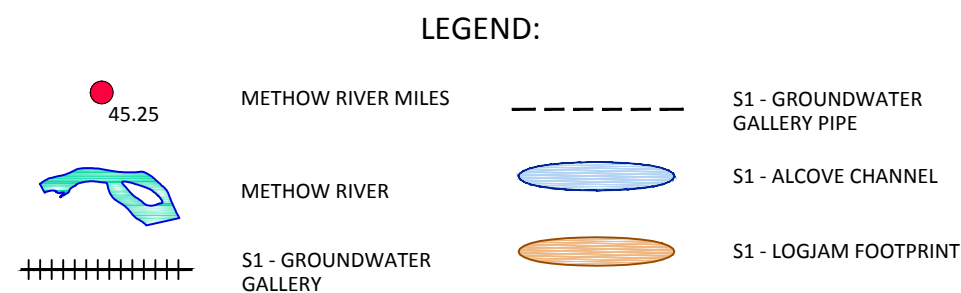 LEGEND:
45.25
METHOW RIVER MILES
METHOW RIVER
S1 - GROUNDWATER
GALLERY
S1 - GROUNDWATER
GALLERY PIPE
S1 - ALCOVE CHANNEL
S1 - LOGJAM FOOTPRINT